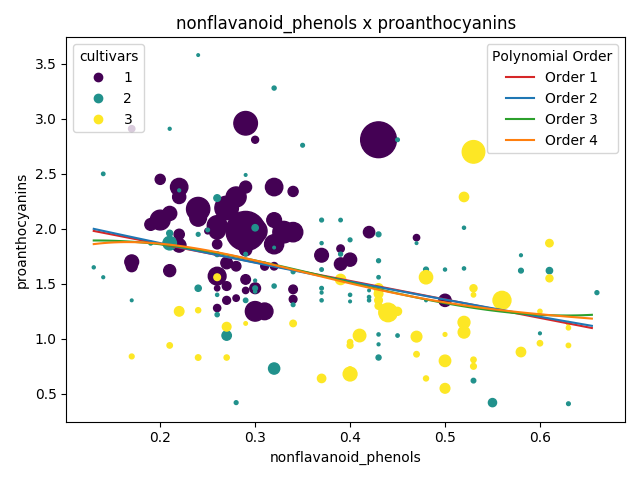 nonflavanoid_phenols x proanthocyanins
cultivars
1
2
3
Polynomial Order
Order 1
Order 2
Order 3
Order 4
3.5
3.0
2.5
2.0
1.5
1.0
0.5
proanthocyanins
0.2 0.3 0.4 0.5 0.6
nonflavanoid_phenols